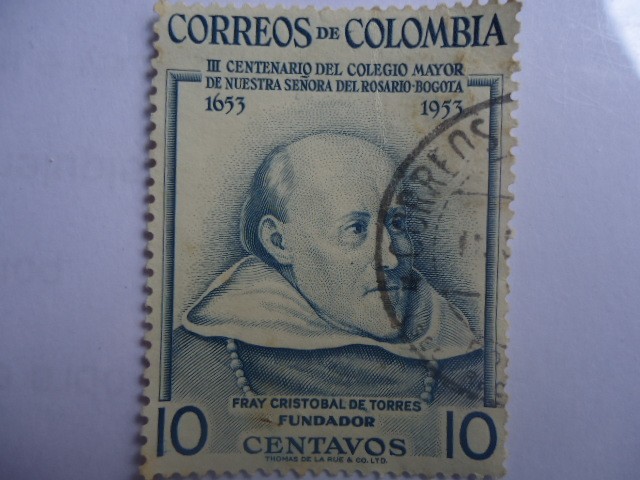 CORREOS DE COLOMBIA
III CENTENARIO DEL COLEGIO MAYOR
DE NUESTRA SEÑORA DEL ROSARIO-BOGOTA
1653 1953
CORREOS
FRAY CRISTOBAL DE TORRES
FUNDADOR
10 CENTAVOS 10
THOMAS DE LA RUE & CO. LTD.